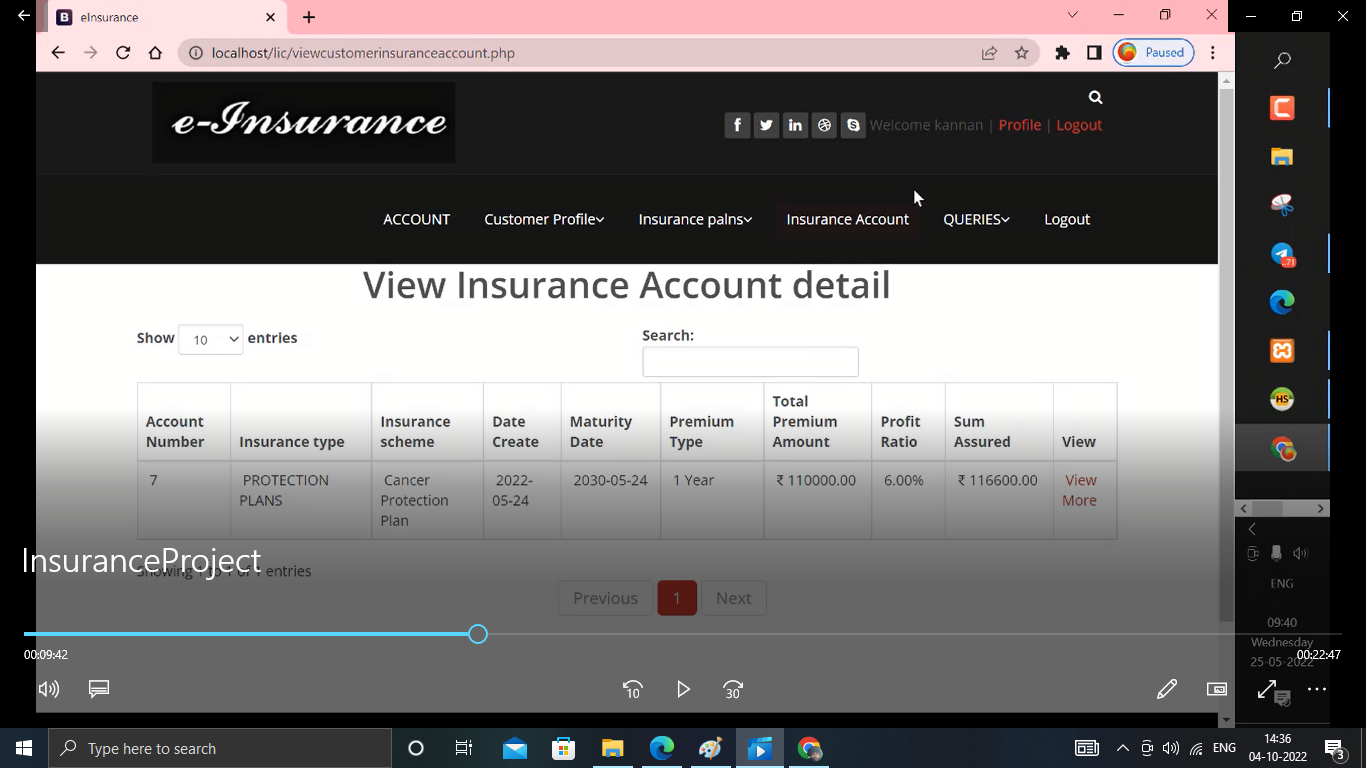 eInsurance
localhost/lic/viewcustomerinsuranceaccount.php
Paused
e-Insurance
Welcome kannan | Profile | Logout
ACCOUNT Customer Profile Insurance palns Insurance Account QUERIES Logout
View Insurance Account detail
Show 10 entries
Search:
Account Number Insurance type Insurance scheme Date Create Maturity Date Premium Type Total Premium Amount Profit Ratio Sum Assured View
7 PROTECTION PLANS Cancer Protection Plan 2022-05-24 2030-05-24 1 Year ₹ 110000.00 6.00% ₹ 116600.00 View More
InsuranceProject
Showing 1 to 1 of 1 entries
Previous 1 Next
ENG
09:40
Wednesday
25-05-2022
00:09:42
00:22:47
10
30
Type here to search
ENG
14:36
04-10-2022
3